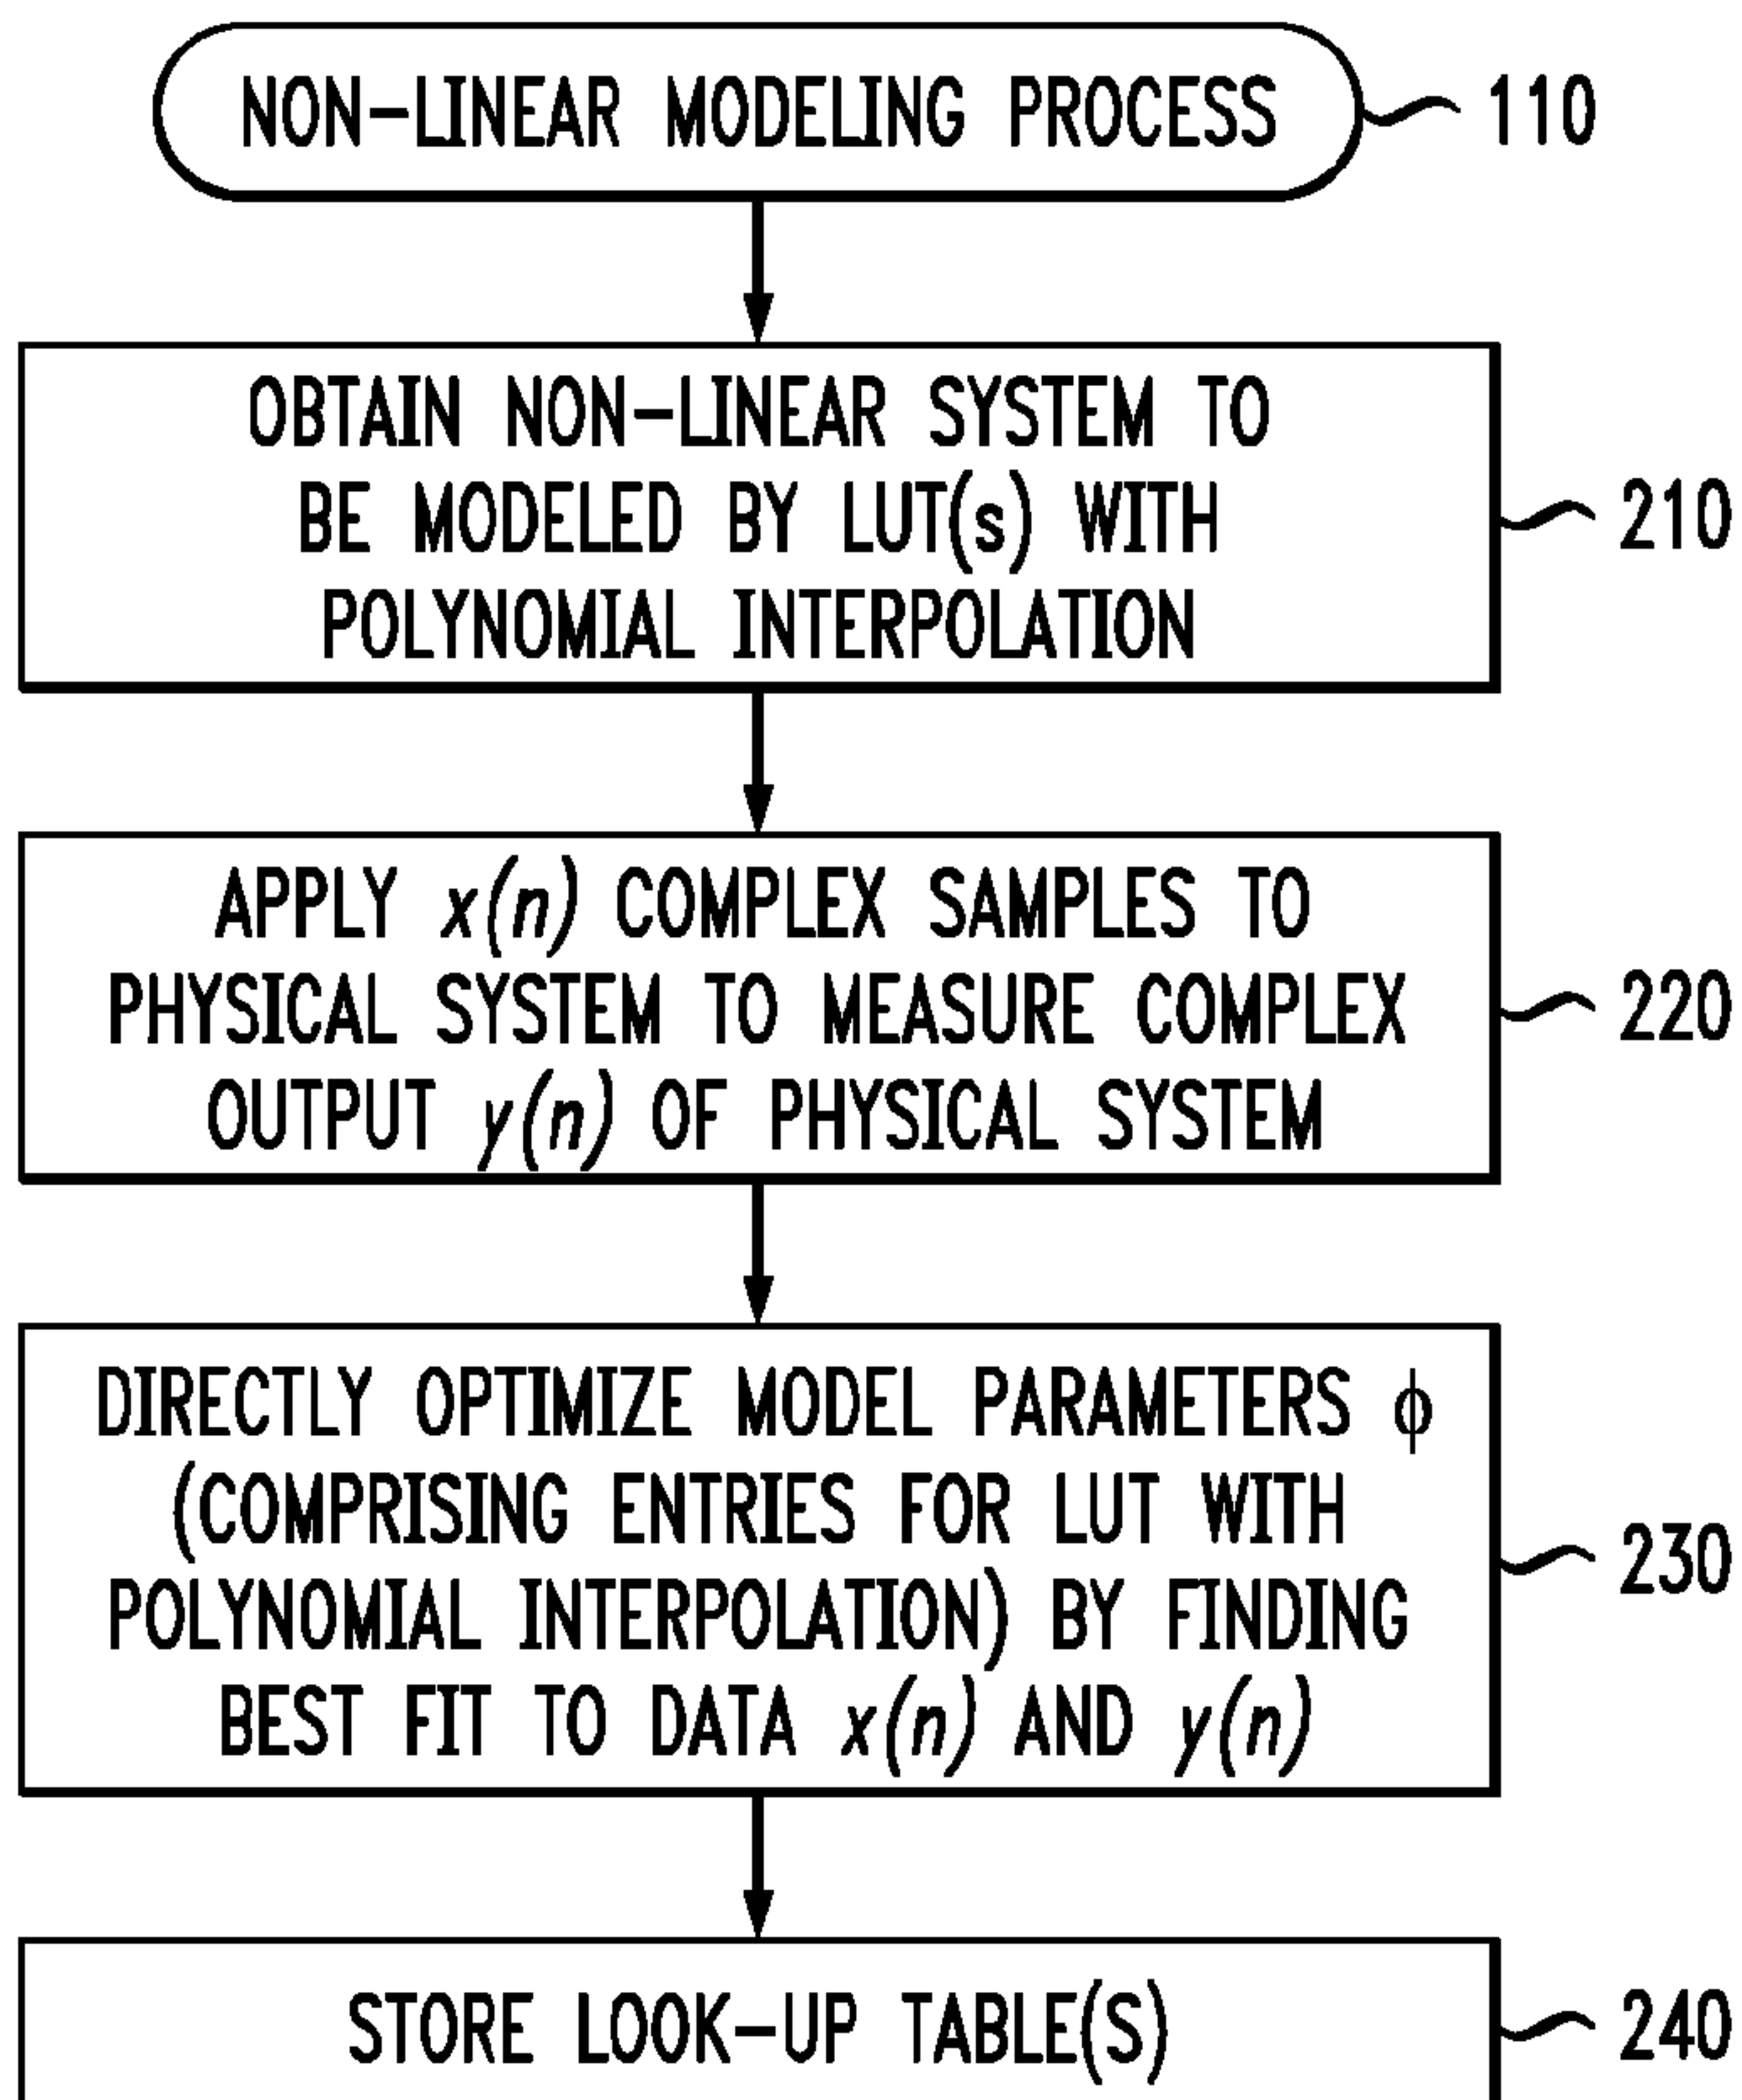 NON-LINEAR MODELING PROCESS
110
OBTAIN NON-LINEAR SYSTEM TO
BE MODELED BY LUT(s) WITH
POLYNOMIAL INTERPOLATION
210
APPLY x(n) COMPLEX SAMPLES TO
PHYSICAL SYSTEM TO MEASURE COMPLEX
OUTPUT y(n) OF PHYSICAL SYSTEM
220
DIRECTLY OPTIMIZE MODEL PARAMETERS ϕ
(COMPRISING ENTRIES FOR LUT WITH
POLYNOMIAL INTERPOLATION) BY FINDING
BEST FIT TO DATA x(n) AND y(n)
230
STORE LOOK-UP TABLE(S)
240